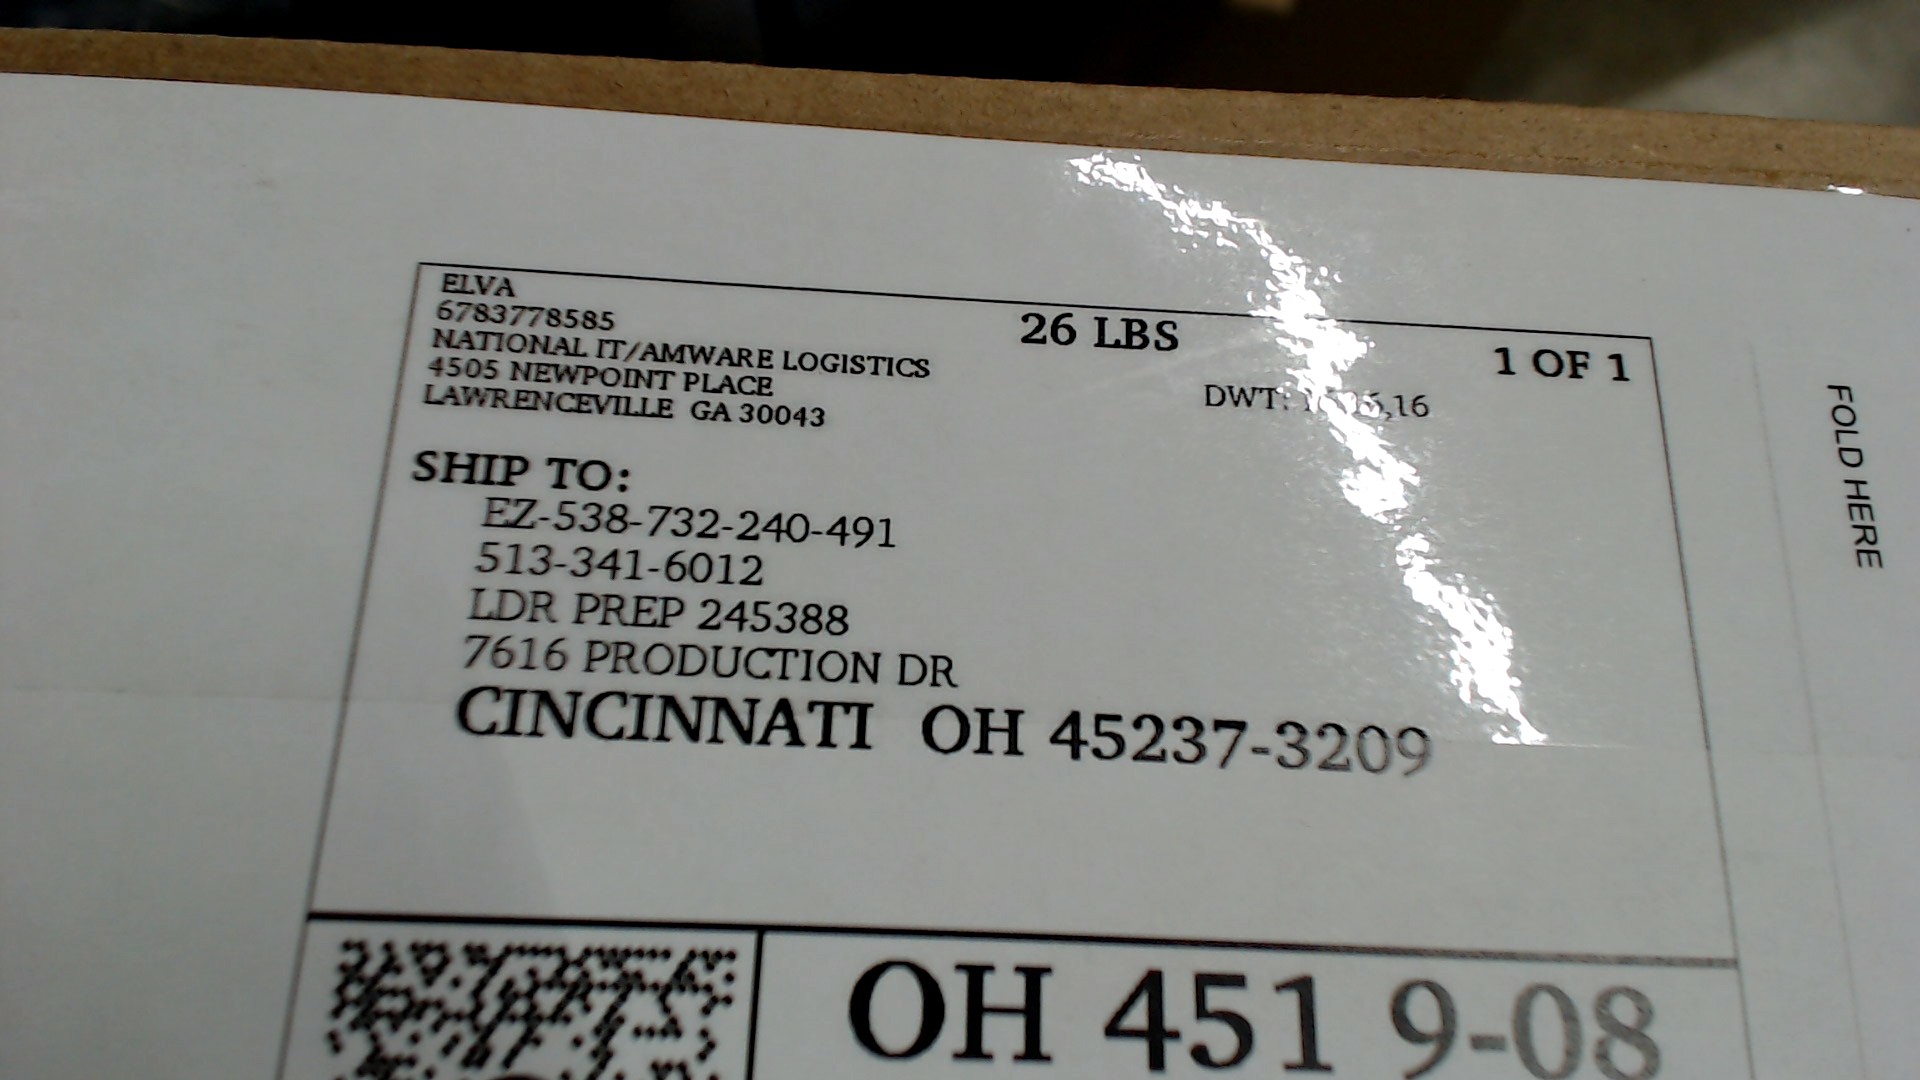 ELVA
6783778585
NATIONAL IT/AMWARE LOGISTICS
4505 NEWPOINT PLACE
LAWRENCEVILLE GA 30043
26 LBS
1 OF 1
DWT:
SHIP TO:
EZ-538-732-240-491
513-341-6012
LDR PREP 245388
7616 PRODUCTION DR
CINCINNATI OH 45237-3209
OH 451 9-08
FOLD HERE